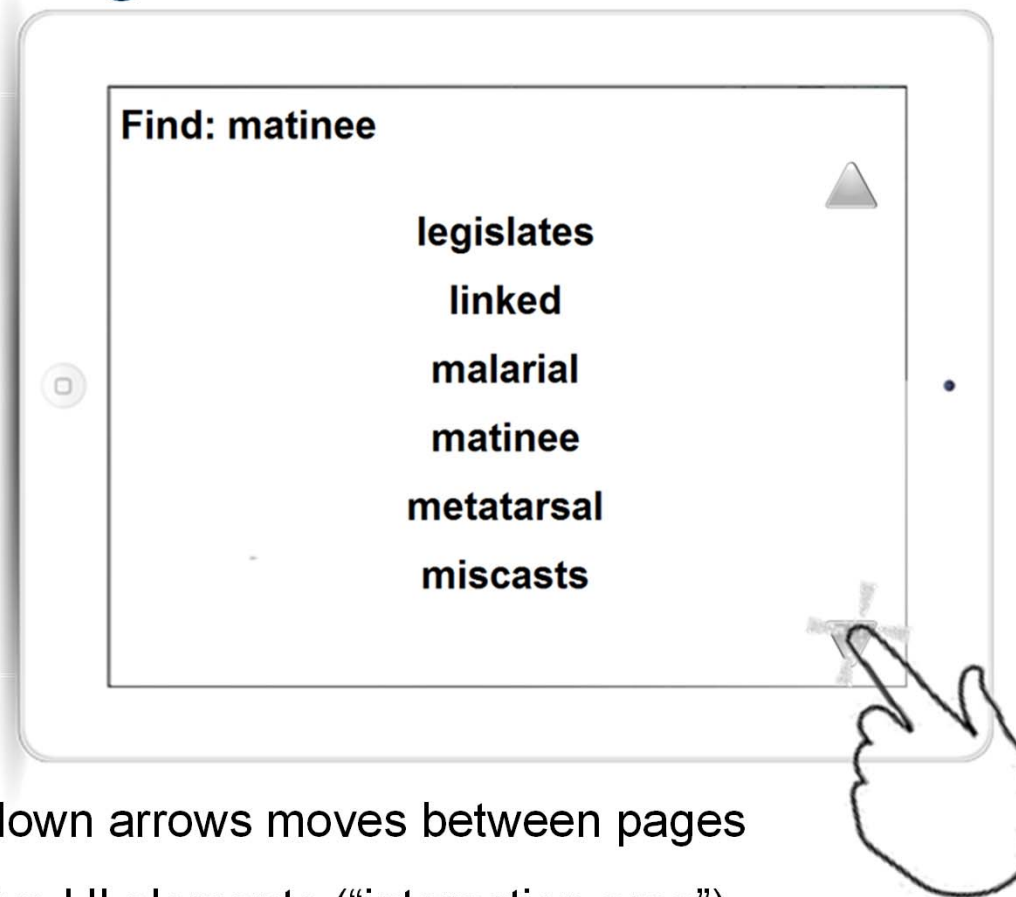 Find: matinee
legislates
linked
malarial
matinee
metatarsal
miscasts
own arrows moves between pages